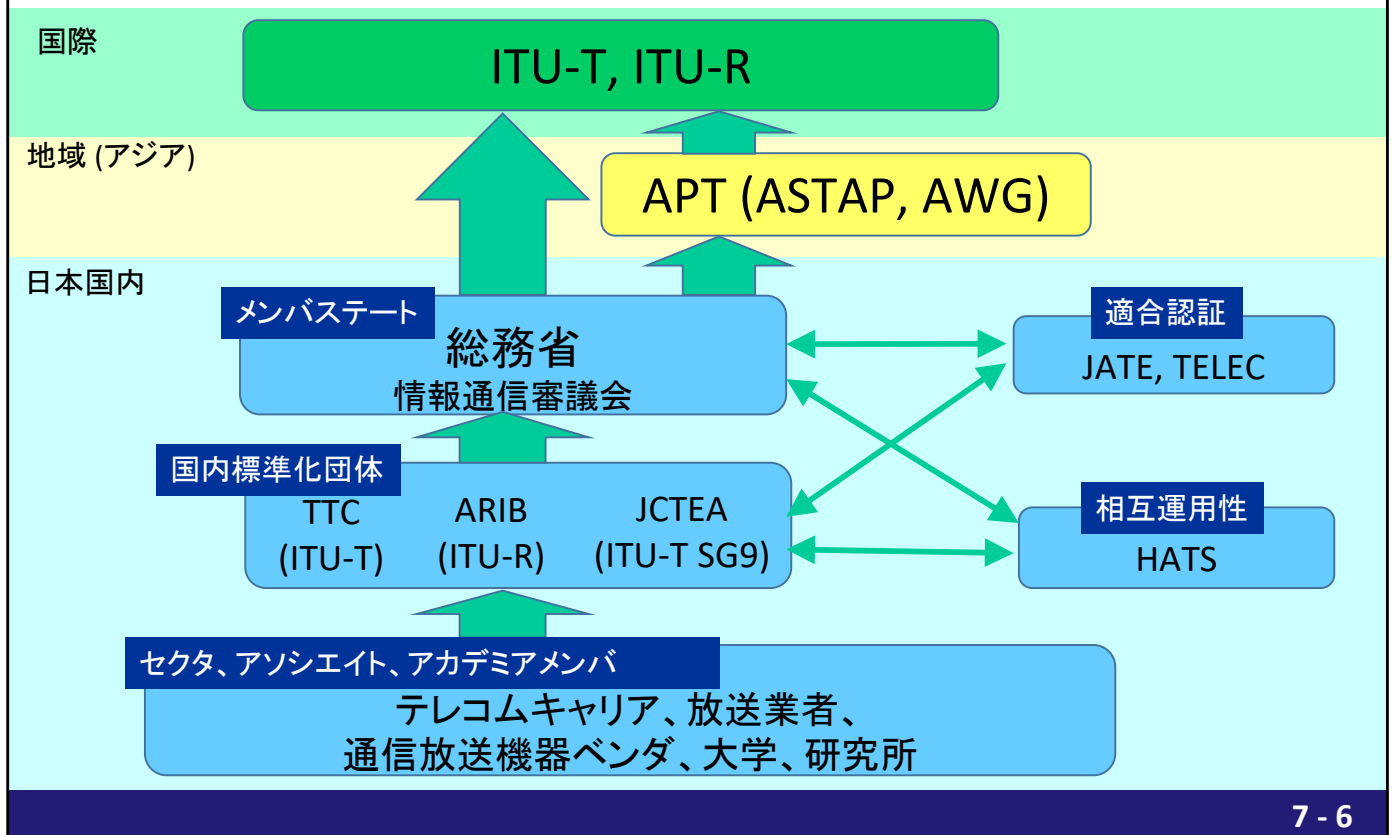 国際
ITU-T, ITU-R
地域 (アジア)
APT (ASTAP, AWG)
日本国内
メンバステート
総務省
情報通信審議会
適合認証
JATE, TELEC
国内標準化団体
TTC
(ITU-T)
ARIB
(ITU-R)
JCTEA
(ITU-T SG9)
相互運用性
HATS
セクタ、アソシエイト、アカデミアメンバ
テレコムキャリア、放送業者、
通信放送機器ベンダ、大学、研究所
7 - 6